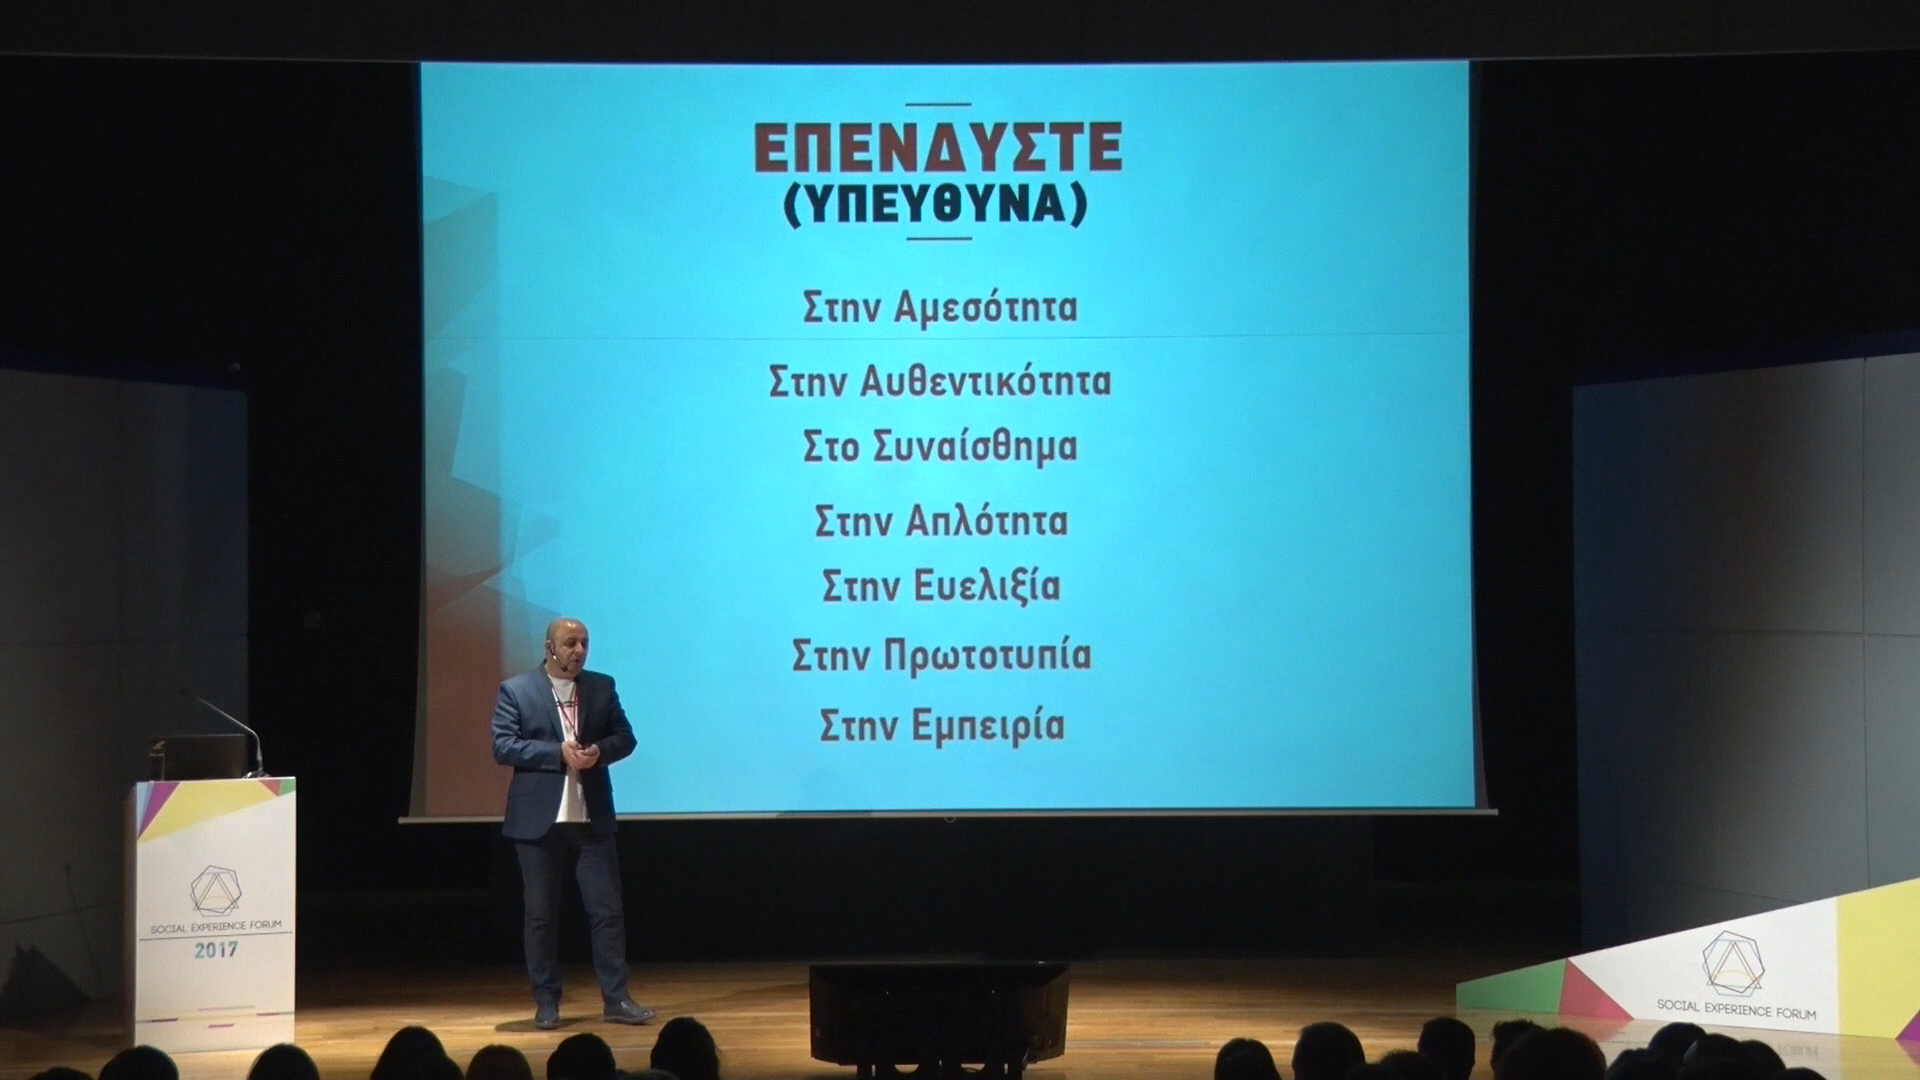 ΕΠΕΝΔΥΣΤΕ
(ΥΠΕΥΘΥΝΑ)
Στην Αμεσότητα
Στην Αυθεντικότητα
Στο Συναίσθημα
Στην Απλότητα
Στην Ευελιξία
Στην Πρωτοτυπία
Στην Εμπειρία
SOCIAL EXPERIENCE FORUM
2017
SOCIAL EXPERIENCE FORUM